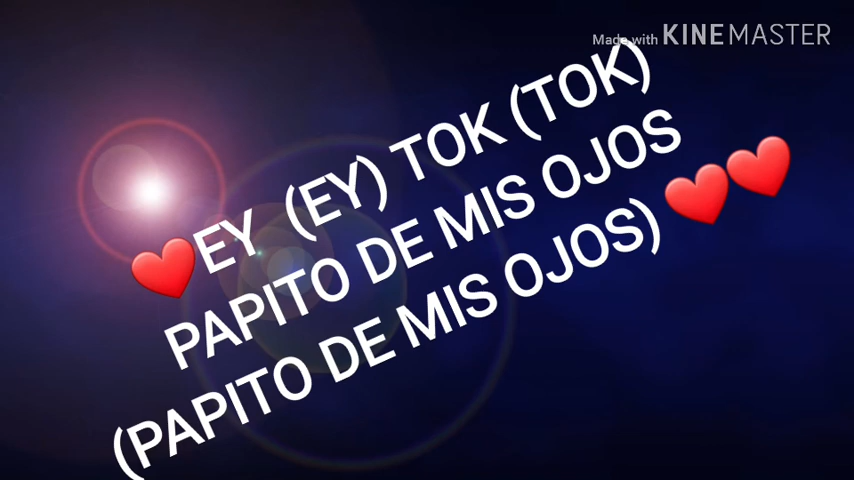 Made with KINEMASTER
❤️EY (EY) TOK (TOK)
PAPITO DE MIS OJOS
(PAPITO DE MIS OJOS) ❤️❤️